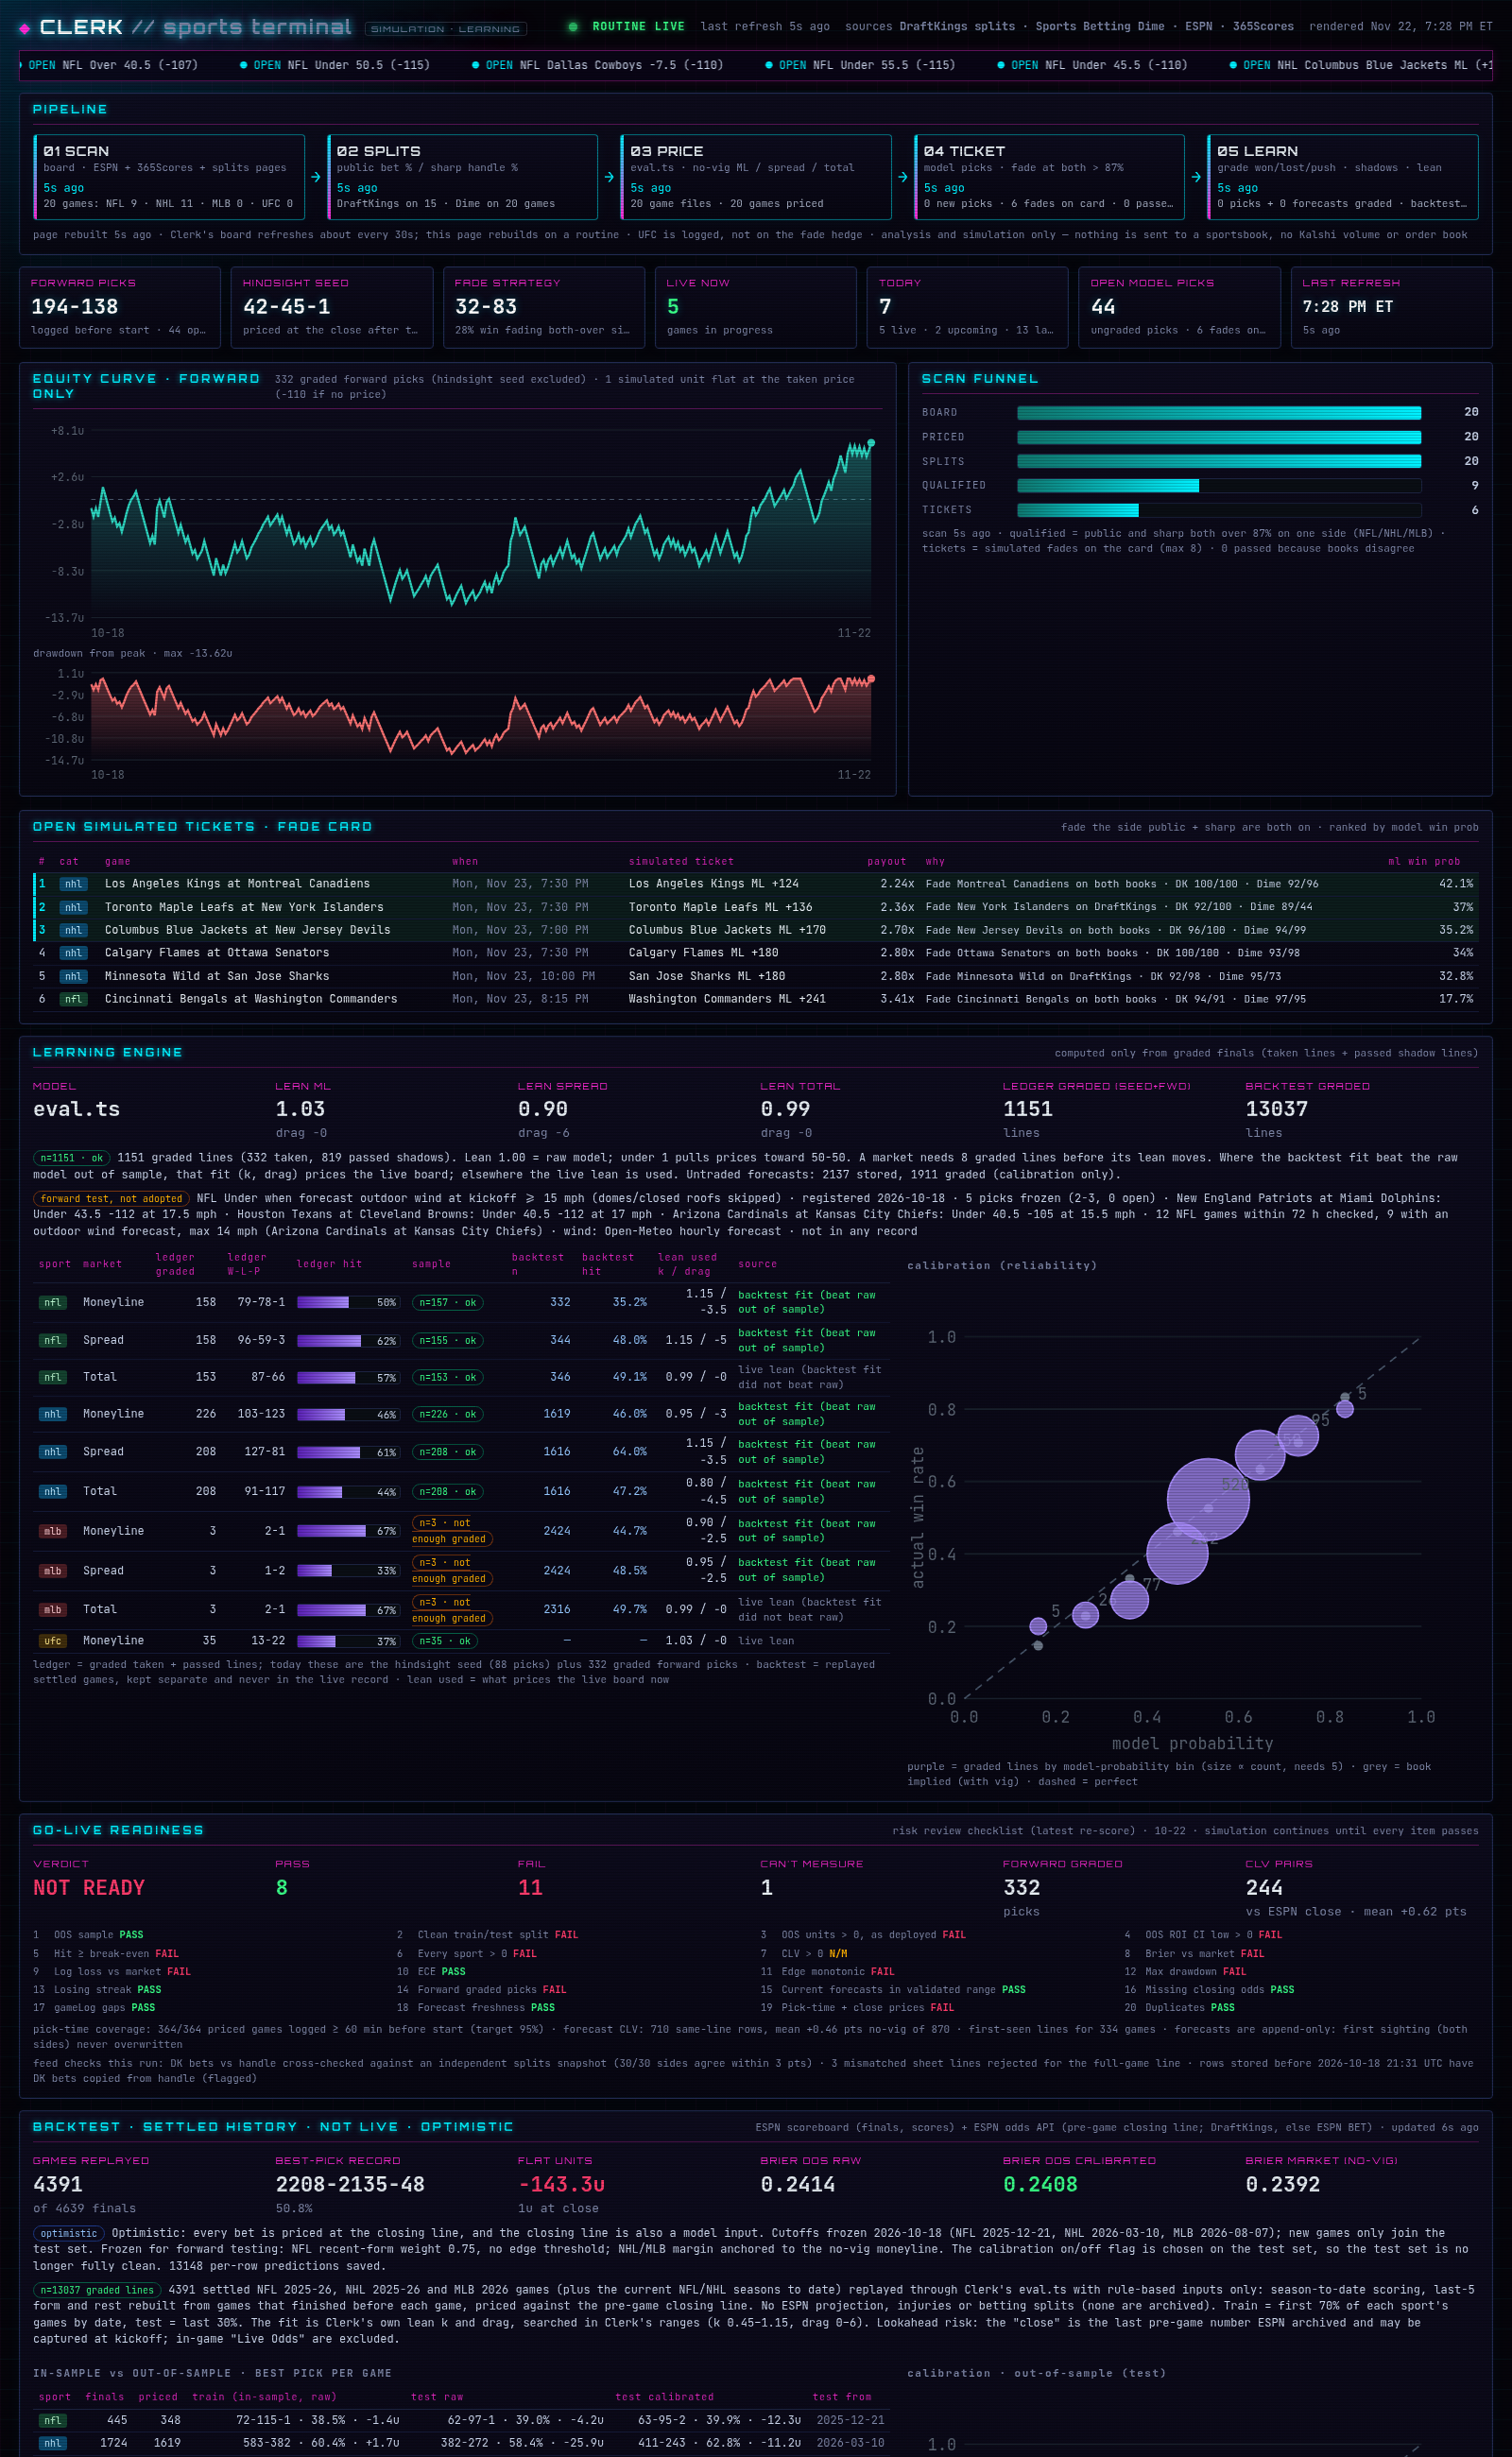 ◆ CLERK // sports terminal SIMULATION · LEARNING
● ROUTINE LIVE last refresh 5s ago sources DraftKings splits · Sports Betting Dime · ESPN · 365Scores rendered Nov 22, 7:28 PM ET
● OPEN NFL Over 40.5 (-107) ● OPEN NFL Under 50.5 (-115) ● OPEN NFL Dallas Cowboys -7.5 (-110) ● OPEN NFL Under 55.5 (-115) ● OPEN NFL Under 45.5 (-110) ● OPEN NHL Columbus Blue Jackets ML (+1
PIPELINE
01 SCAN
board · ESPN + 365Scores + splits pages
5s ago
20 games: NFL 9 · NHL 11 · MLB 0 · UFC 0
→
02 SPLITS
public bet % / sharp handle %
5s ago
DraftKings on 15 · Dime on 20 games
→
03 PRICE
eval.ts · no-vig ML / spread / total
5s ago
20 game files · 20 games priced
→
04 TICKET
model picks · fade at both > 87%
5s ago
0 new picks · 6 fades on card · 0 passe…
→
05 LEARN
grade won/lost/push · shadows · lean
5s ago
0 picks + 0 forecasts graded · backtest…
page rebuilt 5s ago · Clerk's board refreshes about every 30s; this page rebuilds on a routine · UFC is logged, not on the fade hedge · analysis and simulation only — nothing is sent to a sportsbook, no Kalshi volume or order book
FORWARD PICKS
194-138
logged before start · 44 op…
HINDSIGHT SEED
42-45-1
priced at the close after t…
FADE STRATEGY
32-83
28% win fading both-over si…
LIVE NOW
5
games in progress
TODAY
7
5 live · 2 upcoming · 13 la…
OPEN MODEL PICKS
44
ungraded picks · 6 fades on…
LAST REFRESH
7:28 PM ET
5s ago
EQUITY CURVE · FORWARD ONLY
332 graded forward picks (hindsight seed excluded) · 1 simulated unit flat at the taken price (-110 if no price)
+8.1u
+2.6u
-2.8u
-8.3u
-13.7u
10-18 11-22
drawdown from peak · max -13.62u
1.1u
-2.9u
-6.8u
-10.8u
-14.7u
10-18 11-22
SCAN FUNNEL
BOARD 20
PRICED 20
SPLITS 20
QUALIFIED 9
TICKETS 6
scan 5s ago · qualified = public and sharp both over 87% on one side (NFL/NHL/MLB) ·
tickets = simulated fades on the card (max 8) · 0 passed because books disagree
OPEN SIMULATED TICKETS · FADE CARD
fade the side public + sharp are both on · ranked by model win prob
# cat game when simulated ticket payout why ml win prob
1 nhl Los Angeles Kings at Montreal Canadiens Mon, Nov 23, 7:30 PM Los Angeles Kings ML +124 2.24x Fade Montreal Canadiens on both books · DK 100/100 · Dime 92/96 42.1%
2 nhl Toronto Maple Leafs at New York Islanders Mon, Nov 23, 7:30 PM Toronto Maple Leafs ML +136 2.36x Fade New York Islanders on DraftKings · DK 92/100 · Dime 89/44 37%
3 nhl Columbus Blue Jackets at New Jersey Devils Mon, Nov 23, 7:00 PM Columbus Blue Jackets ML +170 2.70x Fade New Jersey Devils on both books · DK 96/100 · Dime 94/99 35.2%
4 nhl Calgary Flames at Ottawa Senators Mon, Nov 23, 7:30 PM Calgary Flames ML +180 2.80x Fade Ottawa Senators on both books · DK 100/100 · Dime 93/98 34%
5 nhl Minnesota Wild at San Jose Sharks Mon, Nov 23, 10:00 PM San Jose Sharks ML +180 2.80x Fade Minnesota Wild on DraftKings · DK 92/98 · Dime 95/73 32.8%
6 nfl Cincinnati Bengals at Washington Commanders Mon, Nov 23, 8:15 PM Washington Commanders ML +241 3.41x Fade Cincinnati Bengals on both books · DK 94/91 · Dime 97/95 17.7%
LEARNING ENGINE
computed only from graded finals (taken lines + passed shadow lines)
MODEL
eval.ts
LEAN ML
1.03
drag -0
LEAN SPREAD
0.90
drag -6
LEAN TOTAL
0.99
drag -0
LEDGER GRADED (SEED+FWD)
1151
lines
BACKTEST GRADED
13037
lines
n=1151 · ok 1151 graded lines (332 taken, 819 passed shadows). Lean 1.00 = raw model; under 1 pulls prices toward 50-50. A market needs 8 graded lines before its lean moves. Where the backtest fit beat the raw
model out of sample, that fit (k, drag) prices the live board; elsewhere the live lean is used. Untraded forecasts: 2137 stored, 1911 graded (calibration only).
forward test, not adopted NFL Under when forecast outdoor wind at kickoff ≥ 15 mph (domes/closed roofs skipped) · registered 2026-10-18 · 5 picks frozen (2-3, 0 open) · New England Patriots at Miami Dolphins:
Under 43.5 -112 at 17.5 mph · Houston Texans at Cleveland Browns: Under 40.5 -112 at 17 mph · Arizona Cardinals at Kansas City Chiefs: Under 40.5 -105 at 15.5 mph · 12 NFL games within 72 h checked, 9 with an
outdoor wind forecast, max 14 mph (Arizona Cardinals at Kansas City Chiefs) · wind: Open-Meteo hourly forecast · not in any record
sport market ledger graded ledger W-L-P ledger hit sample backtest n backtest hit lean used k / drag source
nfl Moneyline 158 79-78-1 50% n=157 · ok 332 35.2% 1.15 / -3.5 backtest fit (beat raw out of sample)
nfl Spread 158 96-59-3 62% n=155 · ok 344 48.0% 1.15 / -5 backtest fit (beat raw out of sample)
nfl Total 153 87-66 57% n=153 · ok 346 49.1% 0.99 / -0 live lean (backtest fit did not beat raw)
nhl Moneyline 226 103-123 46% n=226 · ok 1619 46.0% 0.95 / -3 backtest fit (beat raw out of sample)
nhl Spread 208 127-81 61% n=208 · ok 1616 64.0% 1.15 / -3.5 backtest fit (beat raw out of sample)
nhl Total 208 91-117 44% n=208 · ok 1616 47.2% 0.80 / -4.5 backtest fit (beat raw out of sample)
mlb Moneyline 3 2-1 67% n=3 · not enough graded 2424 44.7% 0.90 / -2.5 backtest fit (beat raw out of sample)
mlb Spread 3 1-2 33% n=3 · not enough graded 2424 48.5% 0.95 / -2.5 backtest fit (beat raw out of sample)
mlb Total 3 2-1 67% n=3 · not enough graded 2316 49.7% 0.99 / -0 live lean (backtest fit did not beat raw)
ufc Moneyline 35 13-22 37% n=35 · ok — — 1.03 / -0 live lean
ledger = graded taken + passed lines; today these are the hindsight seed (88 picks) plus 332 graded forward picks · backtest = replayed
settled games, kept separate and never in the live record · lean used = what prices the live board now
calibration (reliability)
1.0
0.8
0.6
0.4
0.2
0.0
actual win rate
5
95
77
5
0.0 0.2 0.4 0.6 0.8 1.0
model probability
purple = graded lines by model-probability bin (size ∝ count, needs 5) · grey = book
implied (with vig) · dashed = perfect
GO-LIVE READINESS
risk review checklist (latest re-score) · 10-22 · simulation continues until every item passes
VERDICT
NOT READY
PASS
8
FAIL
11
CAN'T MEASURE
1
FORWARD GRADED
332
picks
CLV PAIRS
244
vs ESPN close · mean +0.62 pts
1 OOS sample PASS 2 Clean train/test split FAIL 3 OOS units > 0, as deployed FAIL 4 OOS ROI CI low > 0 FAIL
5 Hit ≥ break-even FAIL 6 Every sport > 0 FAIL 7 CLV > 0 N/M 8 Brier vs market FAIL
9 Log loss vs market FAIL 10 ECE PASS 11 Edge monotonic FAIL 12 Max drawdown FAIL
13 Losing streak PASS 14 Forward graded picks FAIL 15 Current forecasts in validated range PASS 16 Missing closing odds PASS
17 gameLog gaps PASS 18 Forecast freshness PASS 19 Pick-time + close prices FAIL 20 Duplicates PASS
pick-time coverage: 364/364 priced games logged ≥ 60 min before start (target 95%) · forecast CLV: 710 same-line rows, mean +0.46 pts no-vig of 870 · first-seen lines for 334 games · forecasts are append-only: first sighting (both
sides) never overwritten
feed checks this run: DK bets vs handle cross-checked against an independent splits snapshot (30/30 sides agree within 3 pts) · 3 mismatched sheet lines rejected for the full-game line · rows stored before 2026-10-18 21:31 UTC have
DK bets copied from handle (flagged)
BACKTEST · SETTLED HISTORY · NOT LIVE · OPTIMISTIC
ESPN scoreboard (finals, scores) + ESPN odds API (pre-game closing line; DraftKings, else ESPN BET) · updated 6s ago
GAMES REPLAYED
4391
of 4639 finals
BEST-PICK RECORD
2208-2135-48
50.8%
FLAT UNITS
-143.3u
1u at close
BRIER OOS RAW
0.2414
BRIER OOS CALIBRATED
0.2408
BRIER MARKET (NO-VIG)
0.2392
optimistic Optimistic: every bet is priced at the closing line, and the closing line is also a model input. Cutoffs frozen 2026-10-18 (NFL 2025-12-21, NHL 2026-03-10, MLB 2026-08-07); new games only join the
test set. Frozen for forward testing: NFL recent-form weight 0.75, no edge threshold; NHL/MLB margin anchored to the no-vig moneyline. The calibration on/off flag is chosen on the test set, so the test set is no
longer fully clean. 13148 per-row predictions saved.
n=13037 graded lines 4391 settled NFL 2025-26, NHL 2025-26 and MLB 2026 games (plus the current NFL/NHL seasons to date) replayed through Clerk's eval.ts with rule-based inputs only: season-to-date scoring, last-5
form and rest rebuilt from games that finished before each game, priced against the pre-game closing line. No ESPN projection, injuries or betting splits (none are archived). Train = first 70% of each sport's
games by date, test = last 30%. The fit is Clerk's own lean k and drag, searched in Clerk's ranges (k 0.45–1.15, drag 0–6). Lookahead risk: the "close" is the last pre-game number ESPN archived and may be
captured at kickoff; in-game "Live Odds" are excluded.
IN-SAMPLE vs OUT-OF-SAMPLE · BEST PICK PER GAME
sport finals priced train (in-sample, raw) test raw test calibrated test from
nfl 445 348 72-115-1 · 38.5% · -1.4u 62-97-1 · 39.0% · -4.2u 63-95-2 · 39.9% · -12.3u 2025-12-21
nhl 1724 1619 583-382 · 60.4% · +1.7u 382-272 · 58.4% · -25.9u 411-243 · 62.8% · -11.2u 2026-03-10
calibration · out-of-sample (test)
1.0